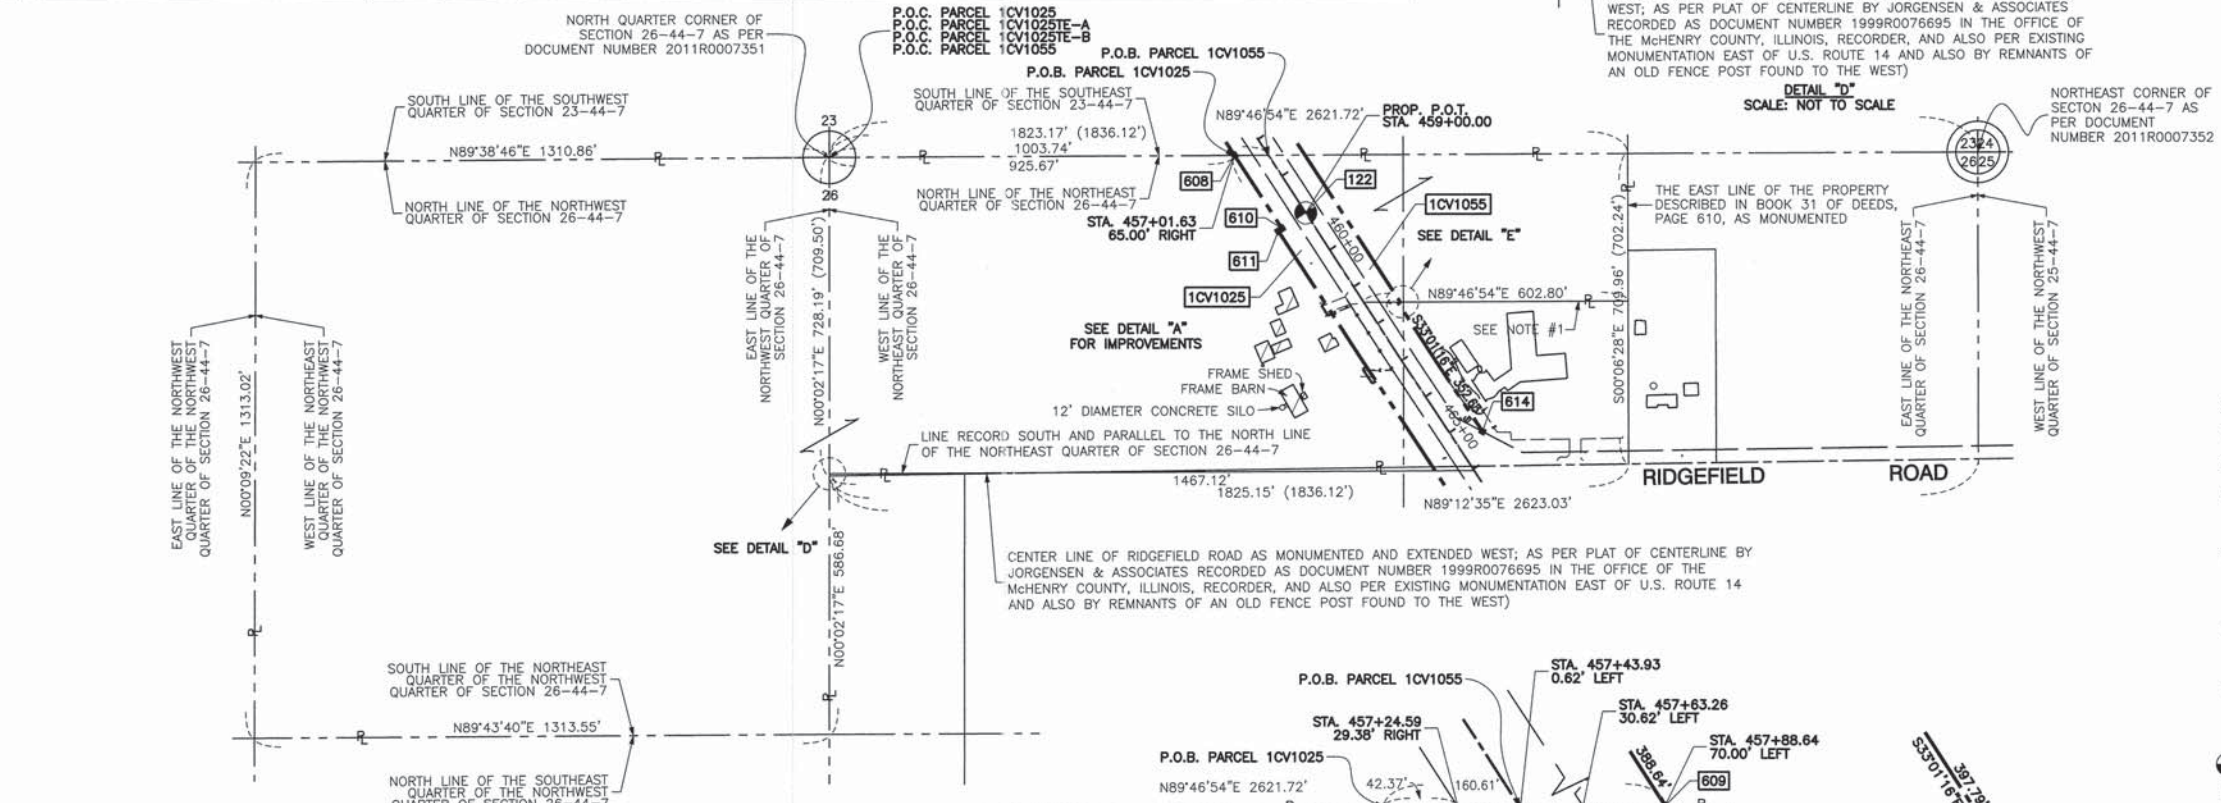 NORTH QUARTER CORNER OF
SECTION 26-44-7 AS PER
DOCUMENT NUMBER 2011R0007351
P.O.C. PARCEL 1CV1025
P.O.C. PARCEL 1CV1025TE-A
P.O.C. PARCEL 1CV1025TE-B
P.O.C. PARCEL 1CV1055
P.O.B. PARCEL 1CV1055
P.O.B. PARCEL 1CV1025
WEST; AS PER PLAT OF CENTERLINE BY JORGENSEN & ASSOCIATES
RECORDED AS DOCUMENT NUMBER 1999R0076695 IN THE OFFICE OF
THE McHENRY COUNTY, ILLINOIS, RECORDER, AND ALSO PER EXISTING
MONUMENTATION EAST OF U.S. ROUTE 14 AND ALSO BY REMNANTS OF
AN OLD FENCE POST FOUND TO THE WEST)
DETAIL "D"
SCALE: NOT TO SCALE
NORTHEAST CORNER OF
SECTON 26-44-7 AS
PER DOCUMENT
NUMBER 2011R0007352
SOUTH LINE OF THE SOUTHWEST
QUARTER OF SECTION 23-44-7
SOUTH LINE OF THE SOUTHEAST
QUARTER OF SECTION 23-44-7
N89°46'54"E 2621.72'
PROP. P.O.T.
STA. 459+00.00
23
1823.17' (1836.12')
1003.74'
925.67'
N89°38'46"E 1310.86'
2324
2625
26
NORTH LINE OF THE NORTHWEST
QUARTER OF SECTION 26-44-7
NORTH LINE OF THE NORTHEAST
QUARTER OF SECTION 26-44-7
608
122
THE EAST LINE OF THE PROPERTY
DESCRIBED IN BOOK 31 OF DEEDS,
PAGE 610, AS MONUMENTED
STA. 457+01.63
65.00' RIGHT
610
1CV1055
460+00
SEE DETAIL "E"
611
1CV1025
N89°46'54"E 602.80'
SEE NOTE #1
EAST LINE OF THE
NORTHWEST QUARTER OF
SECTION 26-44-7
WEST LINE OF THE
NORTHEAST QUARTER OF
SECTION 26-44-7
N00°02'17"E 728.19' (709.50')
S00°06'28"E 709.96' (702.24')
EAST LINE OF THE NORTHEAST
QUARTER OF SECTION 26-44-7
WEST LINE OF THE NORTHWEST
QUARTER OF SECTION 25-44-7
EAST LINE OF THE NORTHWEST
QUARTER OF THE NORTHWEST
QUARTER OF SECTION 26-44-7
N00°09'22"E 1313.02'
WEST LINE OF THE NORTHEAST
QUARTER OF THE NORTHWEST
QUARTER OF SECTION 26-44-7
SEE DETAIL "A"
FOR IMPROVEMENTS
S33°01'16"E 352.63'
FRAME SHED
FRAME BARN
12' DIAMETER CONCRETE SILO
614
465+00
LINE RECORD SOUTH AND PARALLEL TO THE NORTH LINE
OF THE NORTHEAST QUARTER OF SECTION 26-44-7
1467.12'
1825.15' (1836.12')
N89°12'35"E 2623.03'
RIDGEFIELD ROAD
SEE DETAIL "D"
N00°02'17"E 586.68'
CENTER LINE OF RIDGEFIELD ROAD AS MONUMENTED AND EXTENDED WEST; AS PER PLAT OF CENTERLINE BY
JORGENSEN & ASSOCIATES RECORDED AS DOCUMENT NUMBER 1999R0076695 IN THE OFFICE OF THE
McHENRY COUNTY, ILLINOIS, RECORDER, AND ALSO PER EXISTING MONUMENTATION EAST OF U.S. ROUTE 14
AND ALSO BY REMNANTS OF AN OLD FENCE POST FOUND TO THE WEST)
SOUTH LINE OF THE NORTHEAST
QUARTER OF THE NORTHWEST
QUARTER OF SECTION 26-44-7
N89°43'40"E 1313.55'
NORTH LINE OF THE SOUTHEAST
QUARTER OF THE NORTHWEST
QUARTER OF SECTION 26-44-7
P.O.B. PARCEL 1CV1055
STA. 457+43.93
0.62' LEFT
STA. 457+24.59
29.38' RIGHT
STA. 457+63.26
30.62' LEFT
STA. 457+88.64
70.00' LEFT
P.O.B. PARCEL 1CV1025
N89°46'54"E 2621.72'
42.37'
160.61'
388.64'
609
S33°01'16"E
397.79'